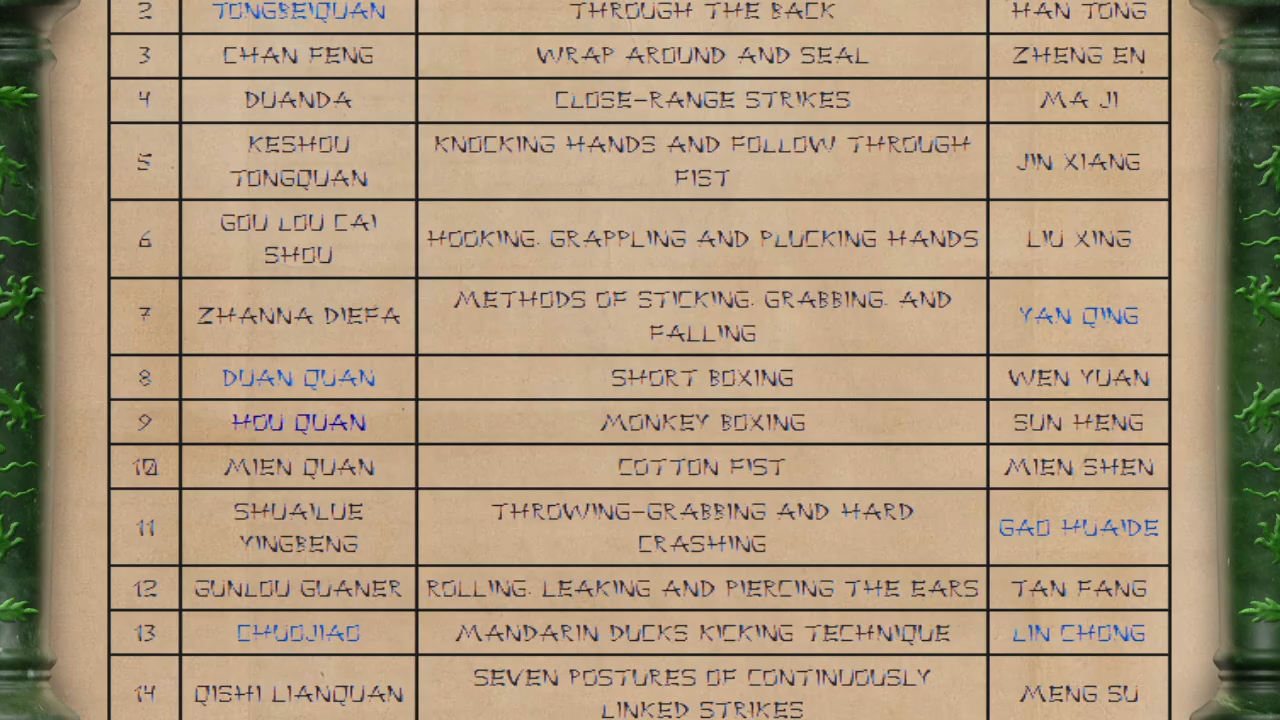 2 TONGBEIQUAN THROUGH THE BACK HAN TONG
3 CHAN FENG WRAP AROUND AND SEAL ZHENG EN
4 DUANDA CLOSE-RANGE STRIKES MA JI
5 KESHOU TONGQUAN KNOCKING HANDS AND FOLLOW THROUGH FIST JIN XIANG
6 GOU LOU CAI SHOU HOOKING, GRAPPLING AND PLUCKING HANDS LIU XING
7 ZHANNA DIEFA METHODS OF STICKING, GRABBING, AND FALLING YAN QING
8 DUAN QUAN SHORT BOXING WEN YUAN
9 HOU QUAN MONKEY BOXING SUN HENG
10 MIEN QUAN COTTON FIST MIEN SHEN
11 SHUAILUE YINGBENG THROWING-GRABBING AND HARD CRASHING GAO HUAIDE
12 GUNLOU GUANER ROLLING, LEAKING AND PIERCING THE EARS TAN FANG
13 CHUOJIAO MANDARIN DUCKS KICKING TECHNIQUE LIN CHONG
14 QISHI LIANQUAN SEVEN POSTURES OF CONTINUOUSLY LINKED STRIKES MENG SU